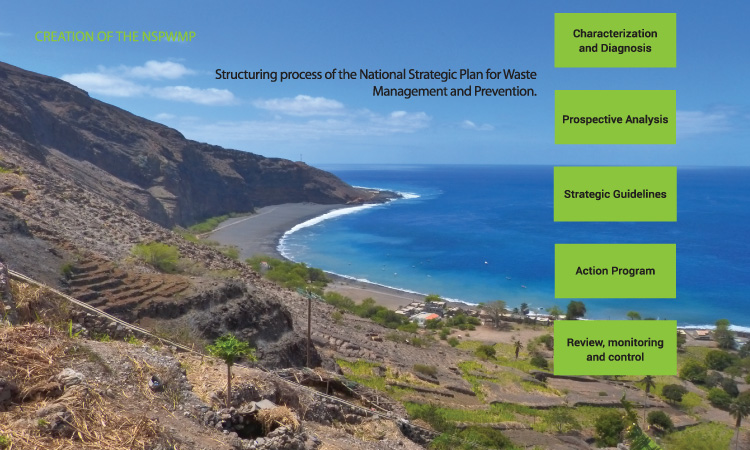 CREATION OF THE NSPWMP
Structuring process of the National Strategic Plan for Waste
Management and Prevention.
Characterization
and Diagnosis
Prospective Analysis
Strategic Guidelines
Action Program
Review, monitoring
and control